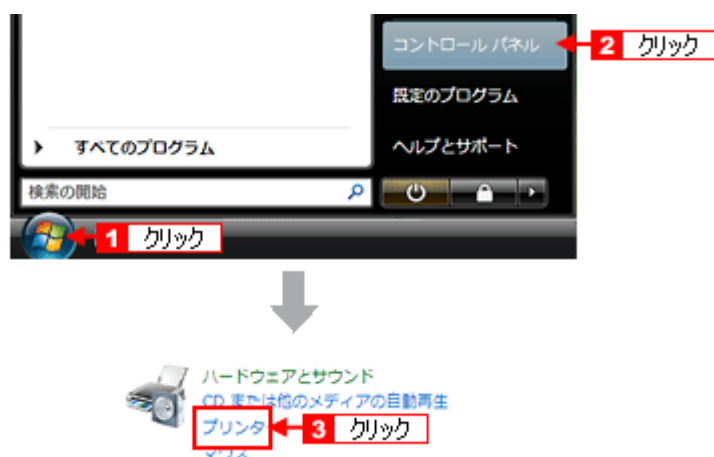 コントロール パネル
2 クリック
既定のプログラム
すべてのプログラム
ヘルプとサポート
検索の開始
1 クリック
ハードウェアとサウンド
CD または他のメディアの自動再生
プリンタ
3 クリック
マウス